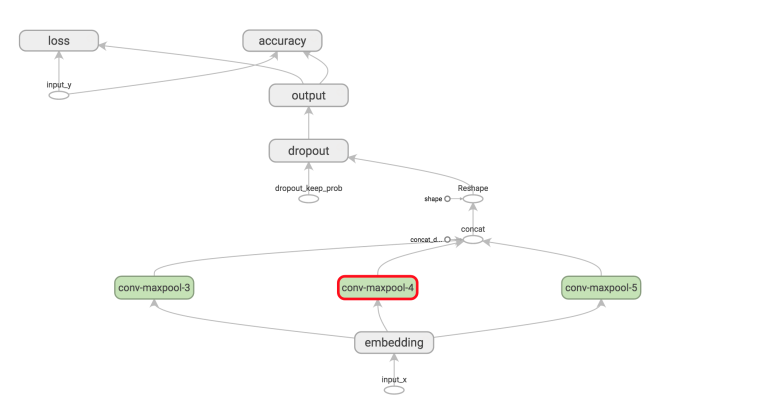 loss
accuracy
input_y
output
dropout
dropout_keep_prob
Reshape
shape
concat
concat_d...
conv-maxpool-3
conv-maxpool-4
conv-maxpool-5
embedding
input_x